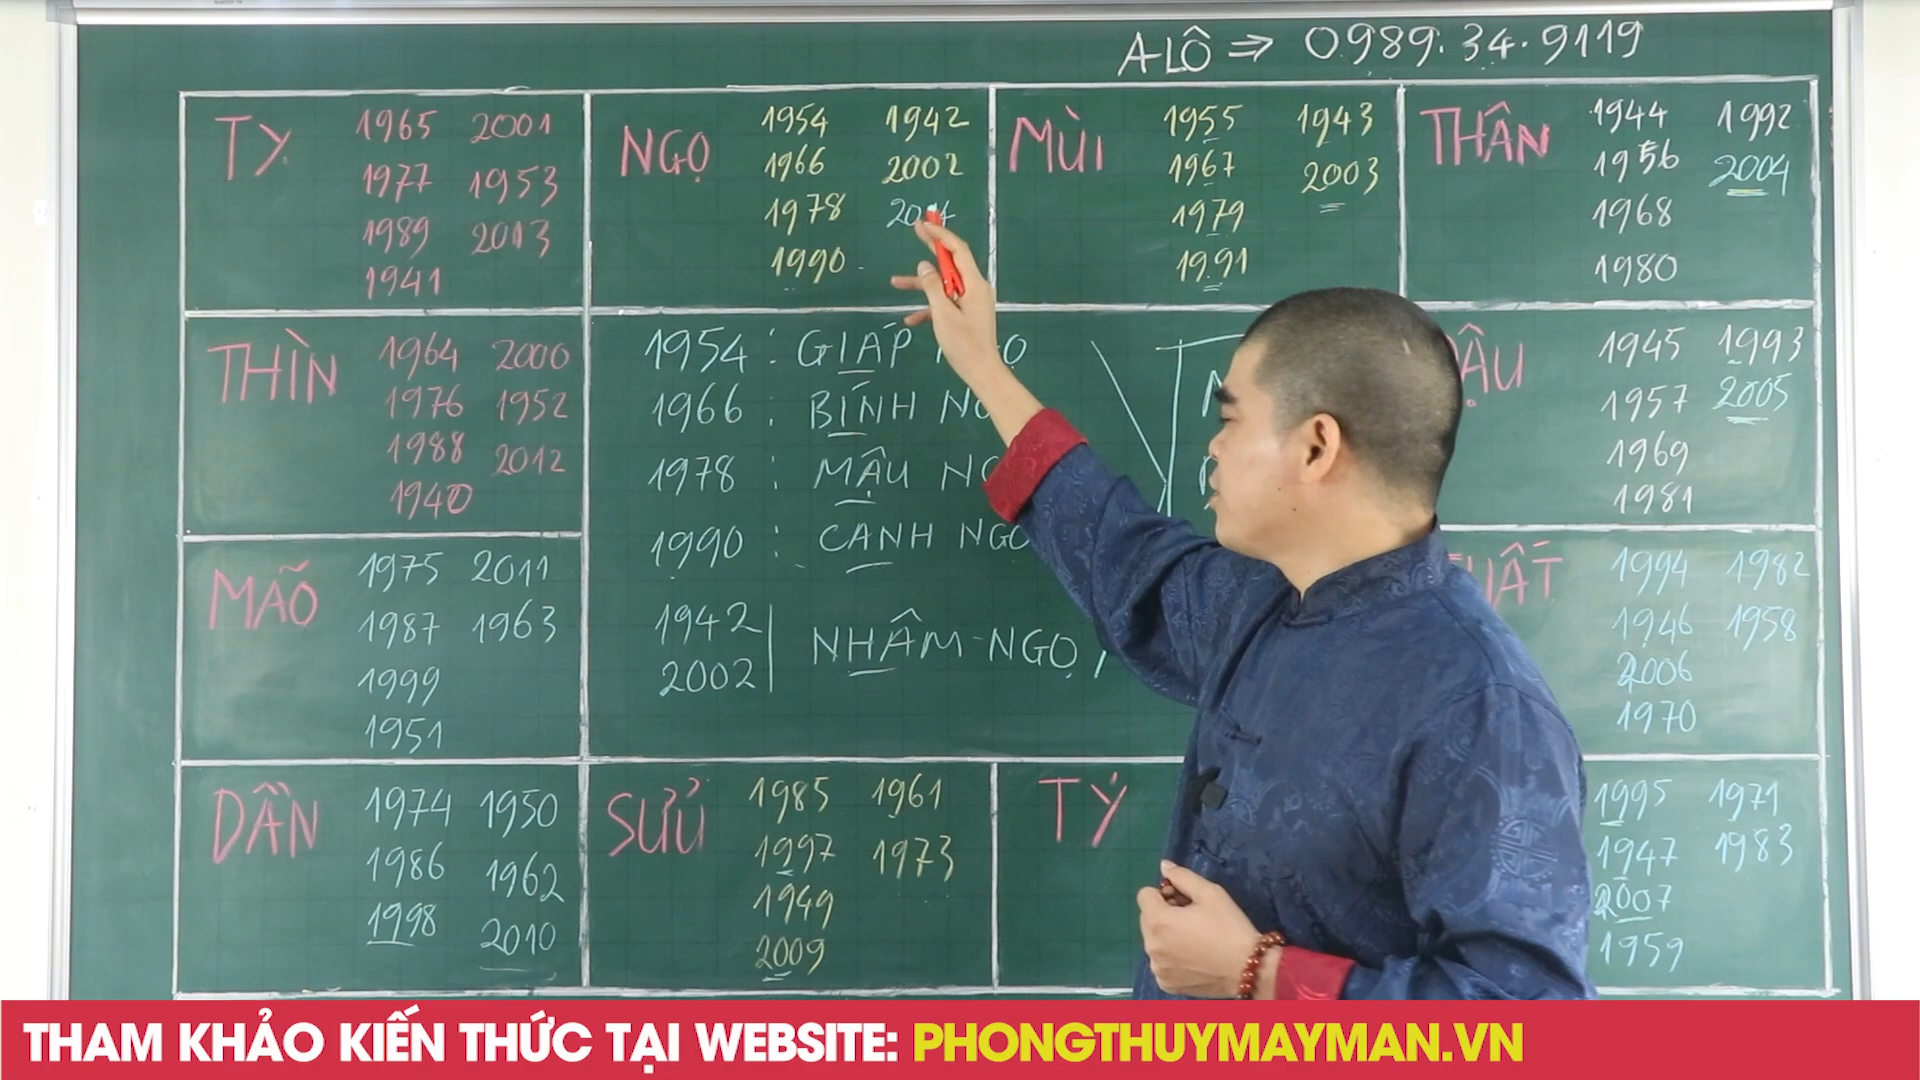 A-LÔ ⇒ 0989.34.9119
TỴ 1965 2001
1977 1953
1989 2013
1941
NGỌ 1954 1942
1966 2002
1978
1990
MÙI 1955 1943
1967 2003
1979
1991
THÂN 1944 1992
1956 2004
1968
1980
THÌN 1964 2000
1976 1952
1988 2012
1940
1954 : GIÁP
1966 : BÍNH
1978 : MẬU
1990 : CANH NGỌ
1942
2002
NHÂM-NGỌ
1945 1993
1957 2005
1969
1981
MÃO 1975 2011
1987 1963
1999
1951
1994 1982
1946 1958
2006
1970
DẦN 1974 1950
1986 1962
1998 2010
SỬU 1985 1961
1997 1973
1949
2009
TÝ
1995 1971
1947 1983
2007
1959
THAM KHẢO KIẾN THỨC TẠI WEBSITE: PHONGTHUYMAYMAN.VN